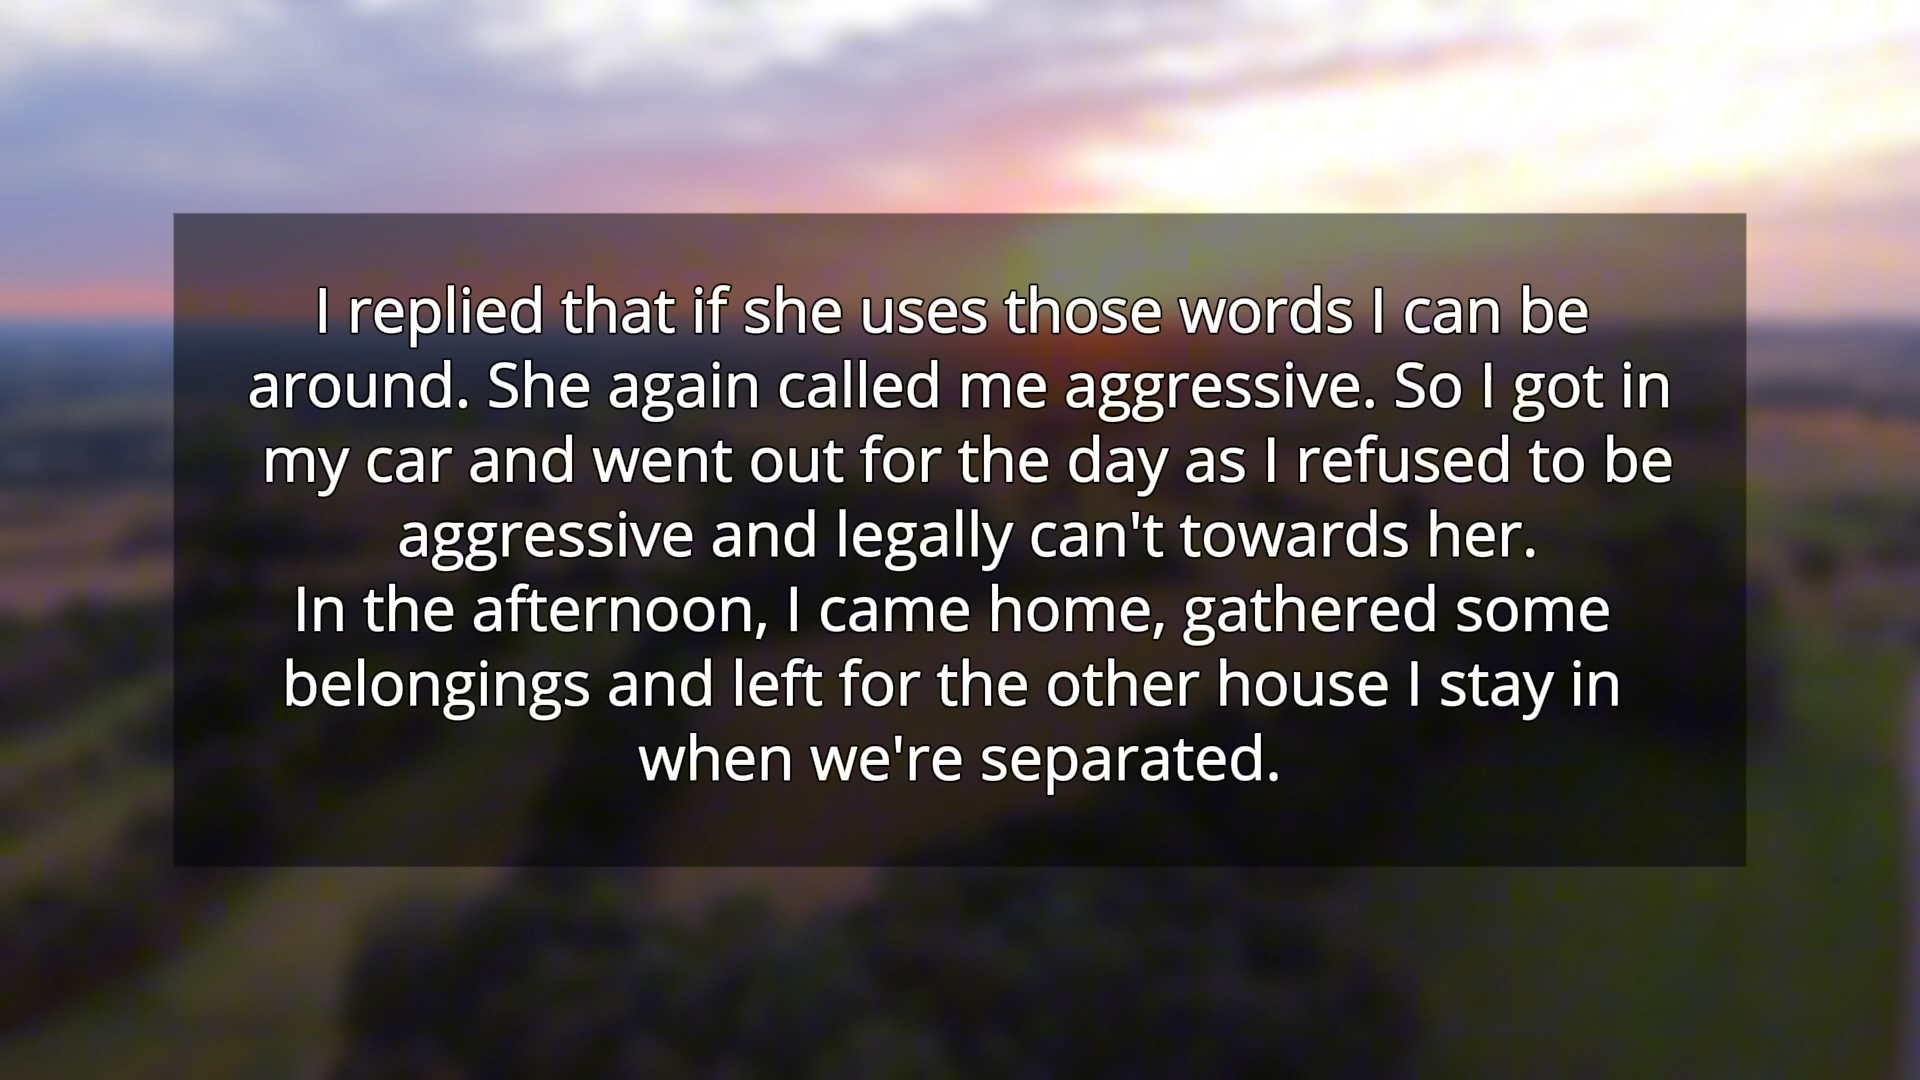 I replied that if she uses those words I can be
around. She again called me aggressive. So I got in
my car and went out for the day as I refused to be
aggressive and legally can't towards her.
In the afternoon, I came home, gathered some
belongings and left for the other house I stay in
when we're separated.